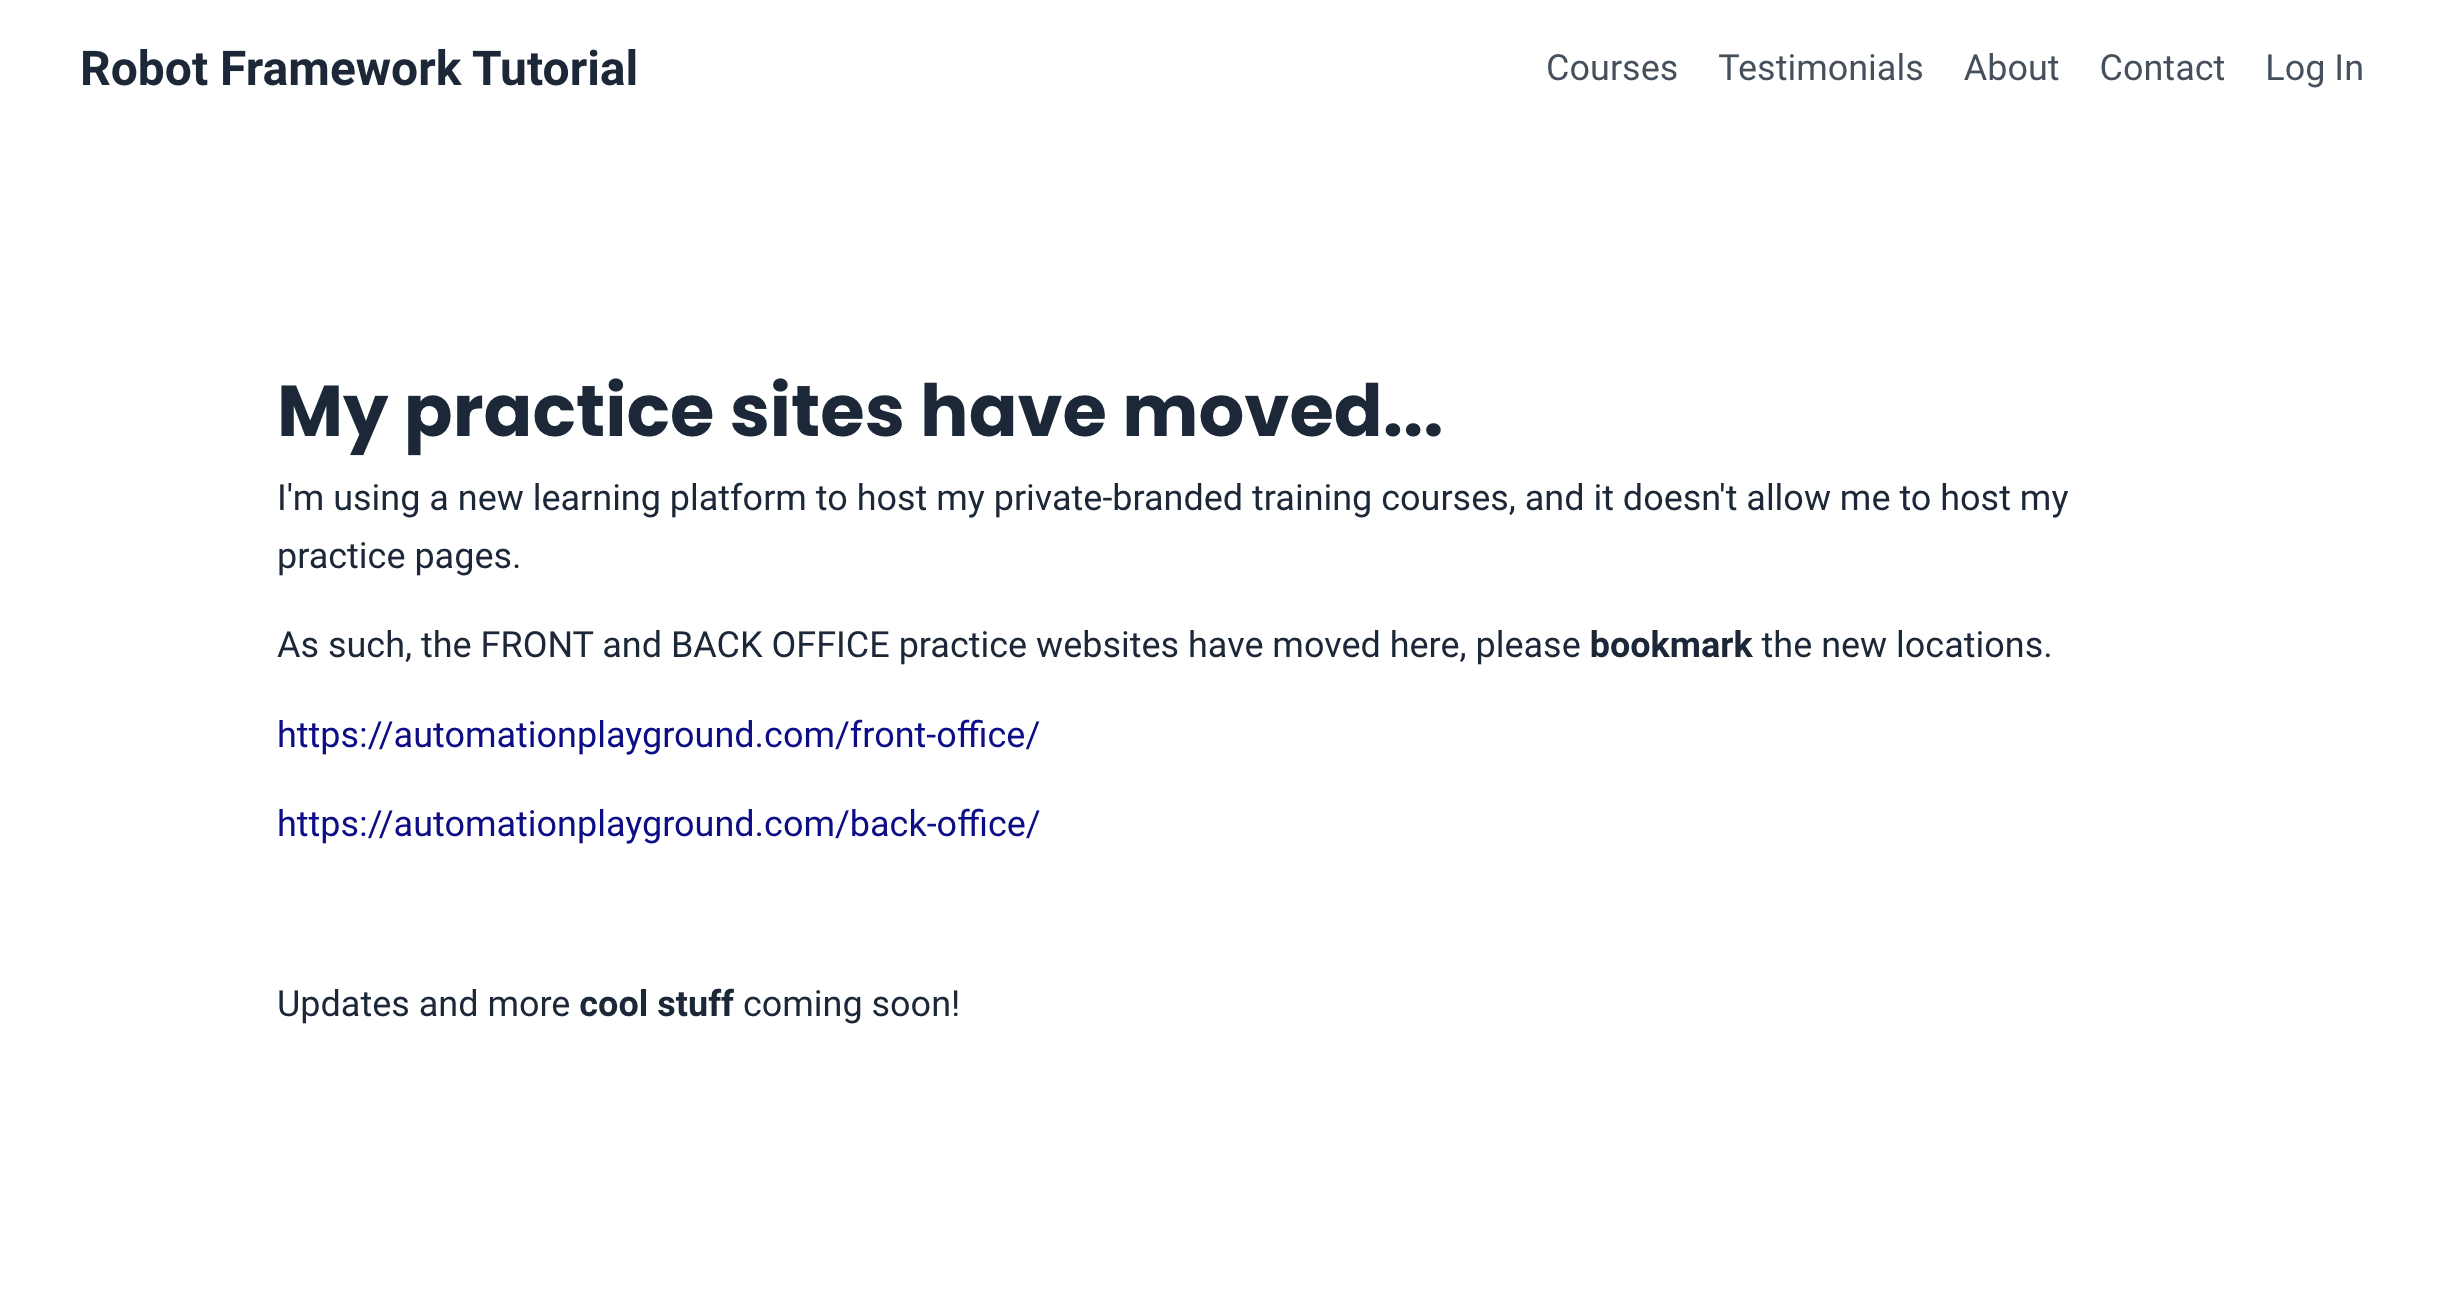 Robot Framework Tutorial
Courses Testimonials About Contact Log In
My practice sites have moved...
I'm using a new learning platform to host my private-branded training courses, and it doesn't allow me to host my
practice pages.
As such, the FRONT and BACK OFFICE practice websites have moved here, please bookmark the new locations.
https://automationplayground.com/front-office/
https://automationplayground.com/back-office/
Updates and more cool stuff coming soon!